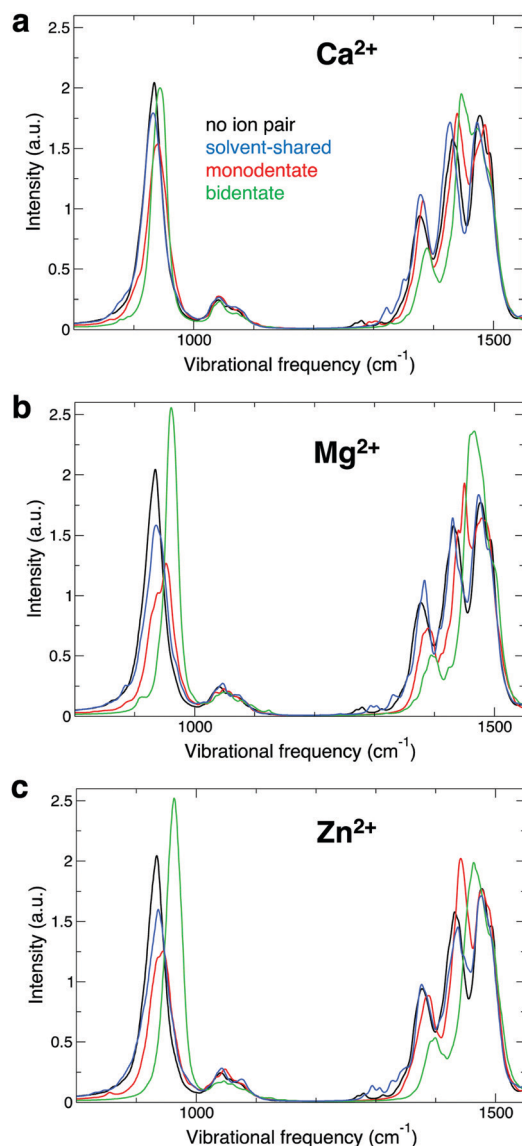 a
Ca2+
no ion pair
solvent-shared
monodentate
bidentate
Intensity (a.u.)
2.5
2
1.5
1
0.5
0
1000
1500
Vibrational frequency (cm-1)
b
Mg2+
Intensity (a.u.)
2.5
2
1.5
1
0.5
0
1000
1500
Vibrational frequency (cm-1)
c
Zn2+
Intensity (a.u.)
2.5
2
1.5
1
0.5
0
1000
1500
Vibrational frequency (cm-1)